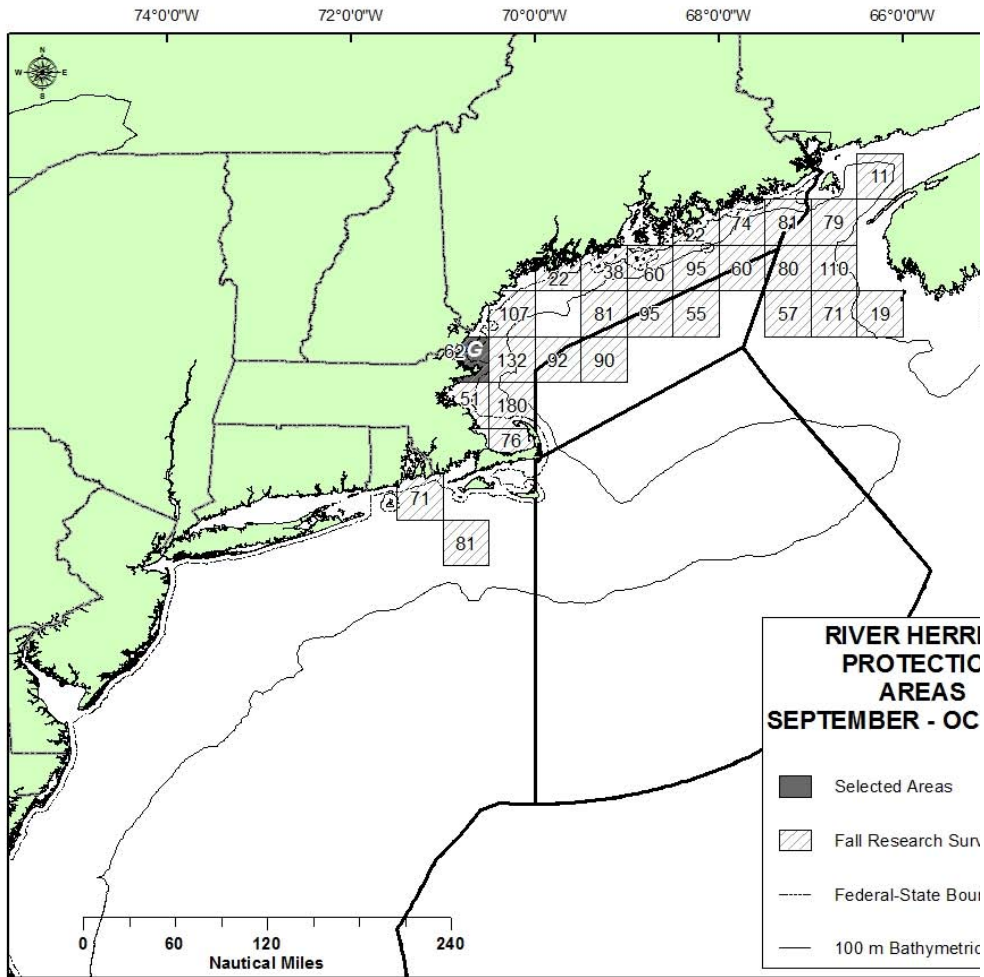 74°0'0"W 72°0'0"W 70°0'0"W 68°0'0"W 66°0'0"W
N
W E
S
11
22 74 81 79
22 38 60 95 60 80 110
107 81 95 55 57 71 19
62 G 132 92 90
51 180
76
71
81
RIVER HERRI
PROTECTIO
AREAS
SEPTEMBER - OC
Selected Areas
Fall Research Surv
Federal-State Bour
100 m Bathymetric
0 60 120 240
Nautical Miles